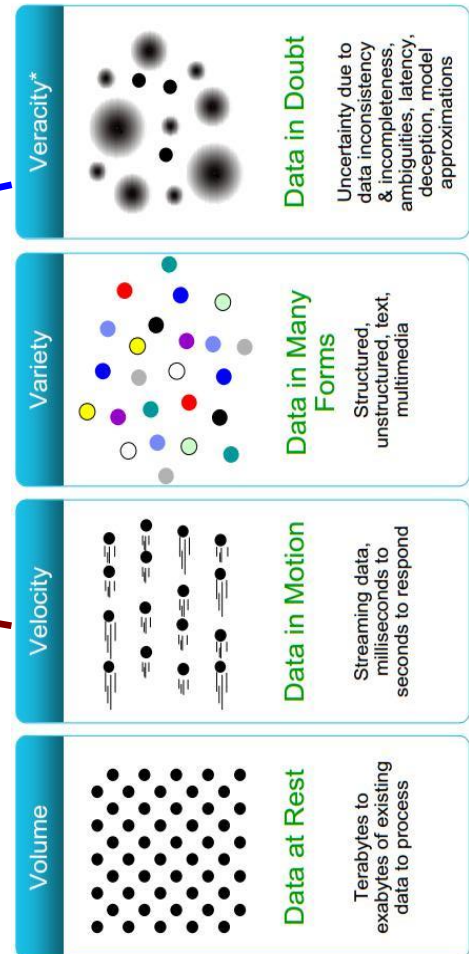 Volume
Data at Rest
Terabytes to
exabytes of existing
data to process
Velocity
Data in Motion
Streaming data,
milliseconds to
seconds to respond
Variety
Data in Many
Forms
Structured,
unstructured, text,
multimedia
Veracity*
Data in Doubt
Uncertainty due to
data inconsistency
& incompleteness,
ambiguities, latency,
deception, model
approximations